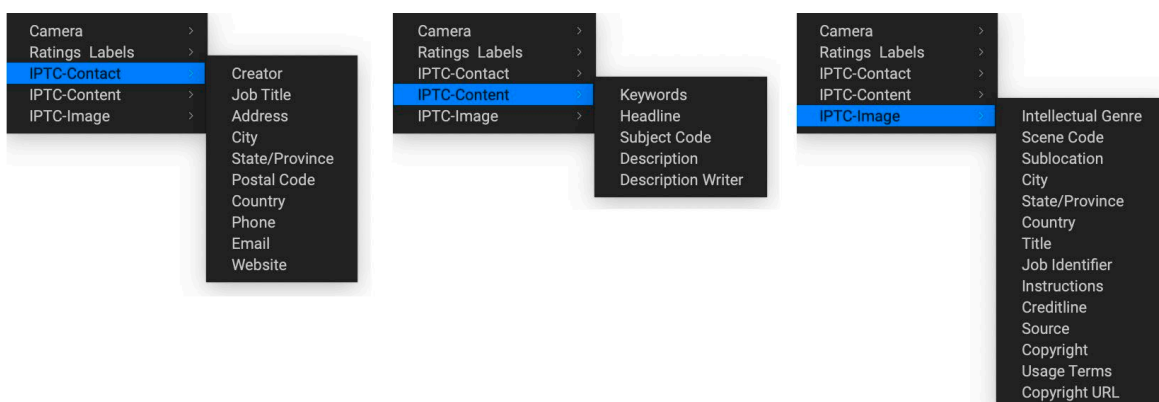 Camera
Ratings Labels
IPTC-Contact
IPTC-Content
IPTC-Image
Creator
Job Title
Address
City
State/Province
Postal Code
Country
Phone
Email
Website
Camera
Ratings Labels
IPTC-Contact
IPTC-Content
IPTC-Image
Keywords
Headline
Subject Code
Description
Description Writer
Camera
Ratings Labels
IPTC-Contact
IPTC-Content
IPTC-Image
Intellectual Genre
Scene Code
Sublocation
City
State/Province
Country
Title
Job Identifier
Instructions
Creditline
Source
Copyright
Usage Terms
Copyright URL